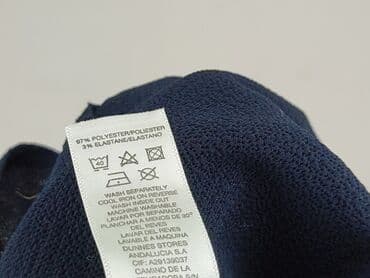 97% POLYESTER/POLIESTER
3% ELASTANE/ELASTANO
40
WASH SEPARATELY
COOL IRON ON REVERSE
WASH INSIDE OUT
MACHINE WASHABLE
LAVAR POR SEPARADO
PLANCHAR A MENOS DE 90°
DEL REVES
LAVAR DEL REVES
LAVABLE A MAQUINA
DUNNES STORES
ANDALUCIA S.A
CIF: A29139037
CAMINO DE LA